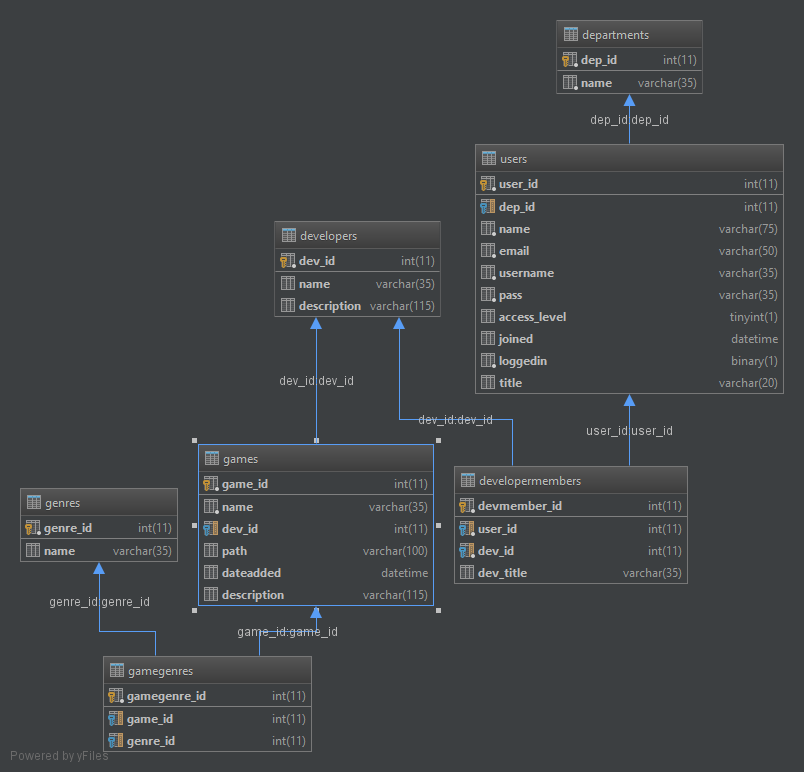 departments
dep_id int(11)
name varchar(35)
dep_id:dep_id
users
user_id int(11)
dep_id int(11)
name varchar(75)
email varchar(50)
username varchar(35)
pass varchar(35)
access_level tinyint(1)
joined datetime
loggedin binary(1)
title varchar(20)
developers
dev_id int(11)
name varchar(35)
description varchar(115)
dev_id:dev_id
dev_id:dev_id
user_id:user_id
games
game_id int(11)
name varchar(35)
dev_id int(11)
path varchar(100)
dateadded datetime
description varchar(115)
developermembers
devmember_id int(11)
user_id int(11)
dev_id int(11)
dev_title varchar(35)
genres
genre_id int(11)
name varchar(35)
genre_id:genre_id
game_id:game_id
gamegenres
gamegenre_id int(11)
game_id int(11)
genre_id int(11)
Powered by yFiles